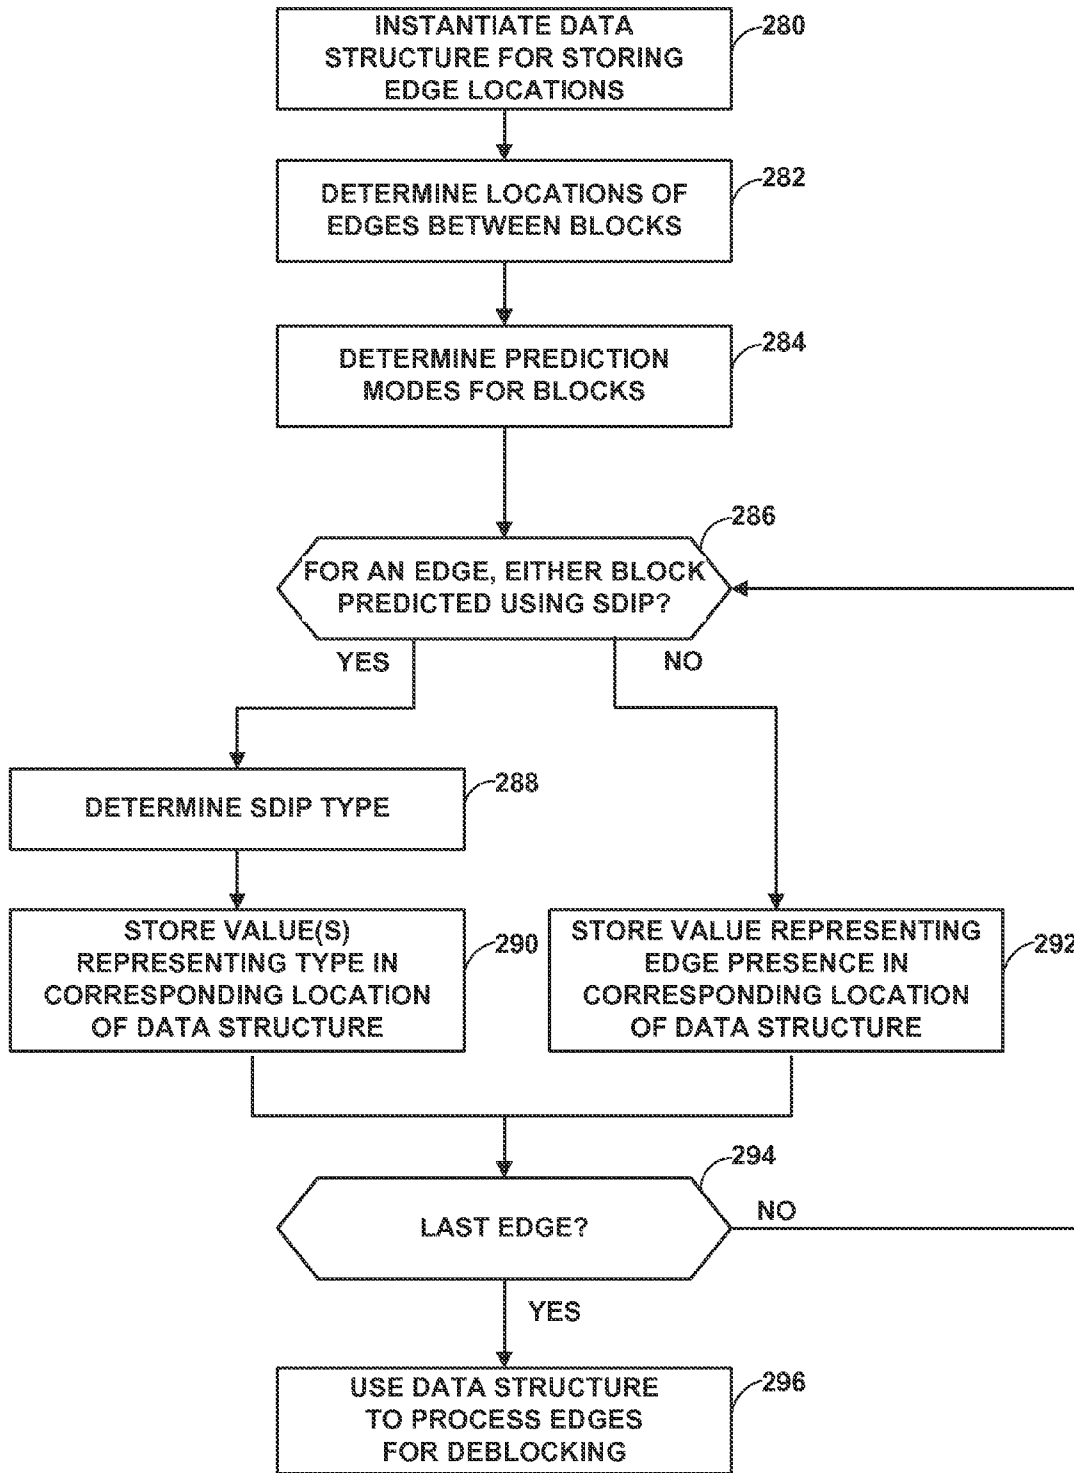 INSTANTIATE DATA
STRUCTURE FOR STORING
EDGE LOCATIONS
280
DETERMINE LOCATIONS OF
EDGES BETWEEN BLOCKS
282
DETERMINE PREDICTION
MODES FOR BLOCKS
284
286
FOR AN EDGE, EITHER BLOCK
PREDICTED USING SDIP?
YES
NO
DETERMINE SDIP TYPE
288
STORE VALUE(S)
REPRESENTING TYPE IN
CORRESPONDING LOCATION
OF DATA STRUCTURE
290
STORE VALUE REPRESENTING
EDGE PRESENCE IN
CORRESPONDING LOCATION
OF DATA STRUCTURE
292
294
LAST EDGE?
NO
YES
USE DATA STRUCTURE
TO PROCESS EDGES
FOR DEBLOCKING
296